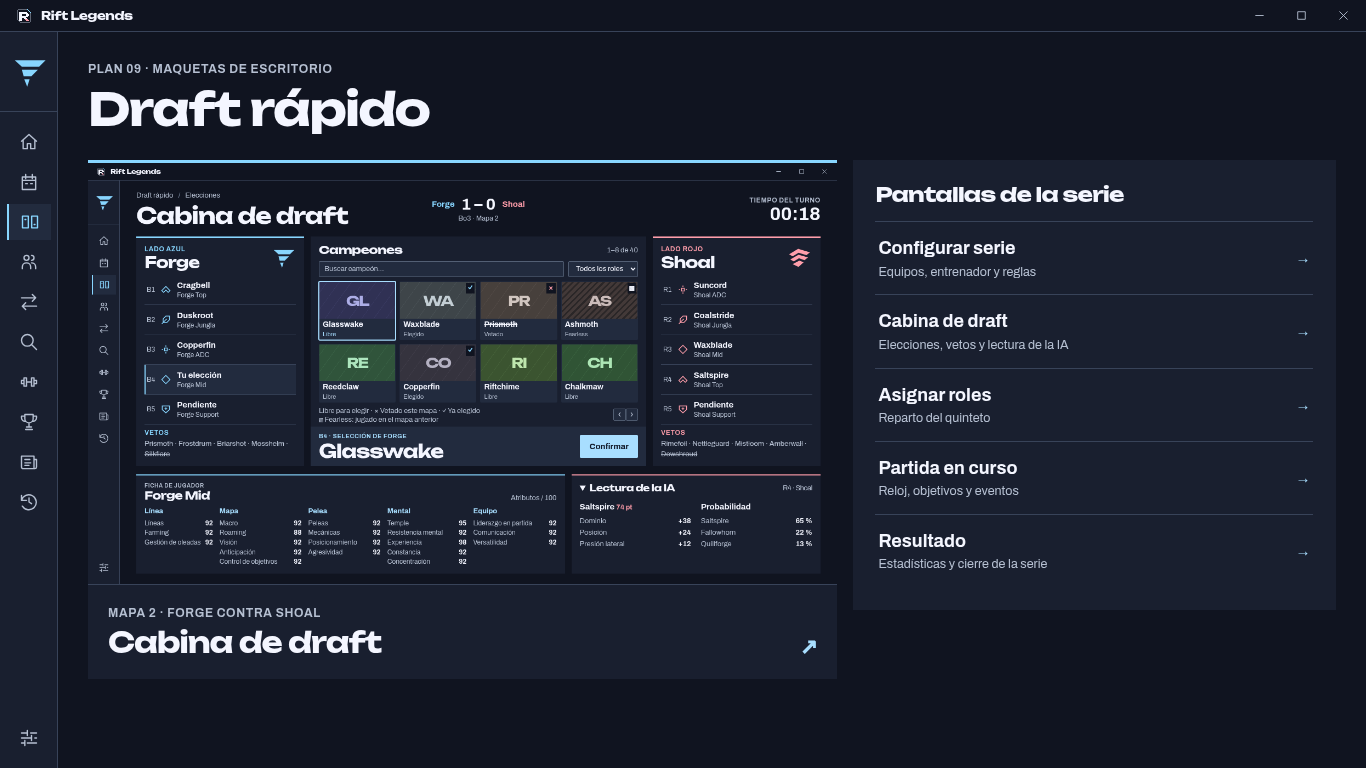 Rift Legends
PLAN 09 · MAQUETAS DE ESCRITORIO
Draft rápido
Rift Legends
Draft rápido / Elecciones
Cabina de draft
Forge 1–0 Shoal
Bo3 · Mapa 2
TIEMPO DEL TURNO
00:18
LADO AZUL
Forge
B1 Cragbell
Forge Top
B2 Duskroot
Forge Jungla
B3 Copperfin
Forge ADC
B4 Tu elección
Forge Mid
B5 Pendiente
Forge Support
VETOS
Prismoth · Frostdrum · Briarshot · Mosshelm ·
Campeones
1–8 de 40
Buscar campeón...
Todos los roles
GL
Glasswake
Libre
WA
Waxblade
Elegido
PR
Prismoth
Vetado
AS
Ashmoth
Fearless
RE
Reedclaw
Libre
CO
Copperfin
Elegido
RI
Riftchime
Libre
CH
Chalkmaw
Libre
Libre para elegir · × Vetado este mapa · ✓ Ya elegido
Fearless: jugado en el mapa anterior
B4 · SELECCIÓN DE FORGE
Glasswake
Confirmar
LADO ROJO
Shoal
R1 Suncord
Shoal ADC
R2 Coalstride
Shoal Jungla
R3 Waxblade
Shoal Mid
R4 Saltspire
Shoal Top
R5 Pendiente
Shoal Support
VETOS
Rimefoil · Nettleguard · Mistloom · Amberwail ·
FICHA DE JUGADOR
Forge Mid
Atributos / 100
Línea
Líneas 92
Farming 92
Gestión de oleadas 92
Mapa
Macro 92
Roaming 88
Visión 92
Anticipación 92
Control de objetivos 92
Pelea
Peleas 92
Mecánicas 92
Posicionamiento 92
Agresividad 92
Mental
Temple 95
Resistencia mental 92
Experiencia 98
Constancia 92
Concentración 92
Equipo
Liderazgo en partida 92
Comunicación 92
Versatilidad 92
▼ Lectura de la IA
R4 · Shoal
Saltspire 74 pt
Dominio +38
Posición +24
Presión lateral +12
Probabilidad
Saltspire 65 %
Fallowhorn 22 %
Quillforge 13 %
MAPA 2 · FORGE CONTRA SHOAL
Cabina de draft
Pantallas de la serie
Configurar serie
Equipos, entrenador y reglas
Cabina de draft
Elecciones, vetos y lectura de la IA
Asignar roles
Reparto del quinteto
Partida en curso
Reloj, objetivos y eventos
Resultado
Estadísticas y cierre de la serie